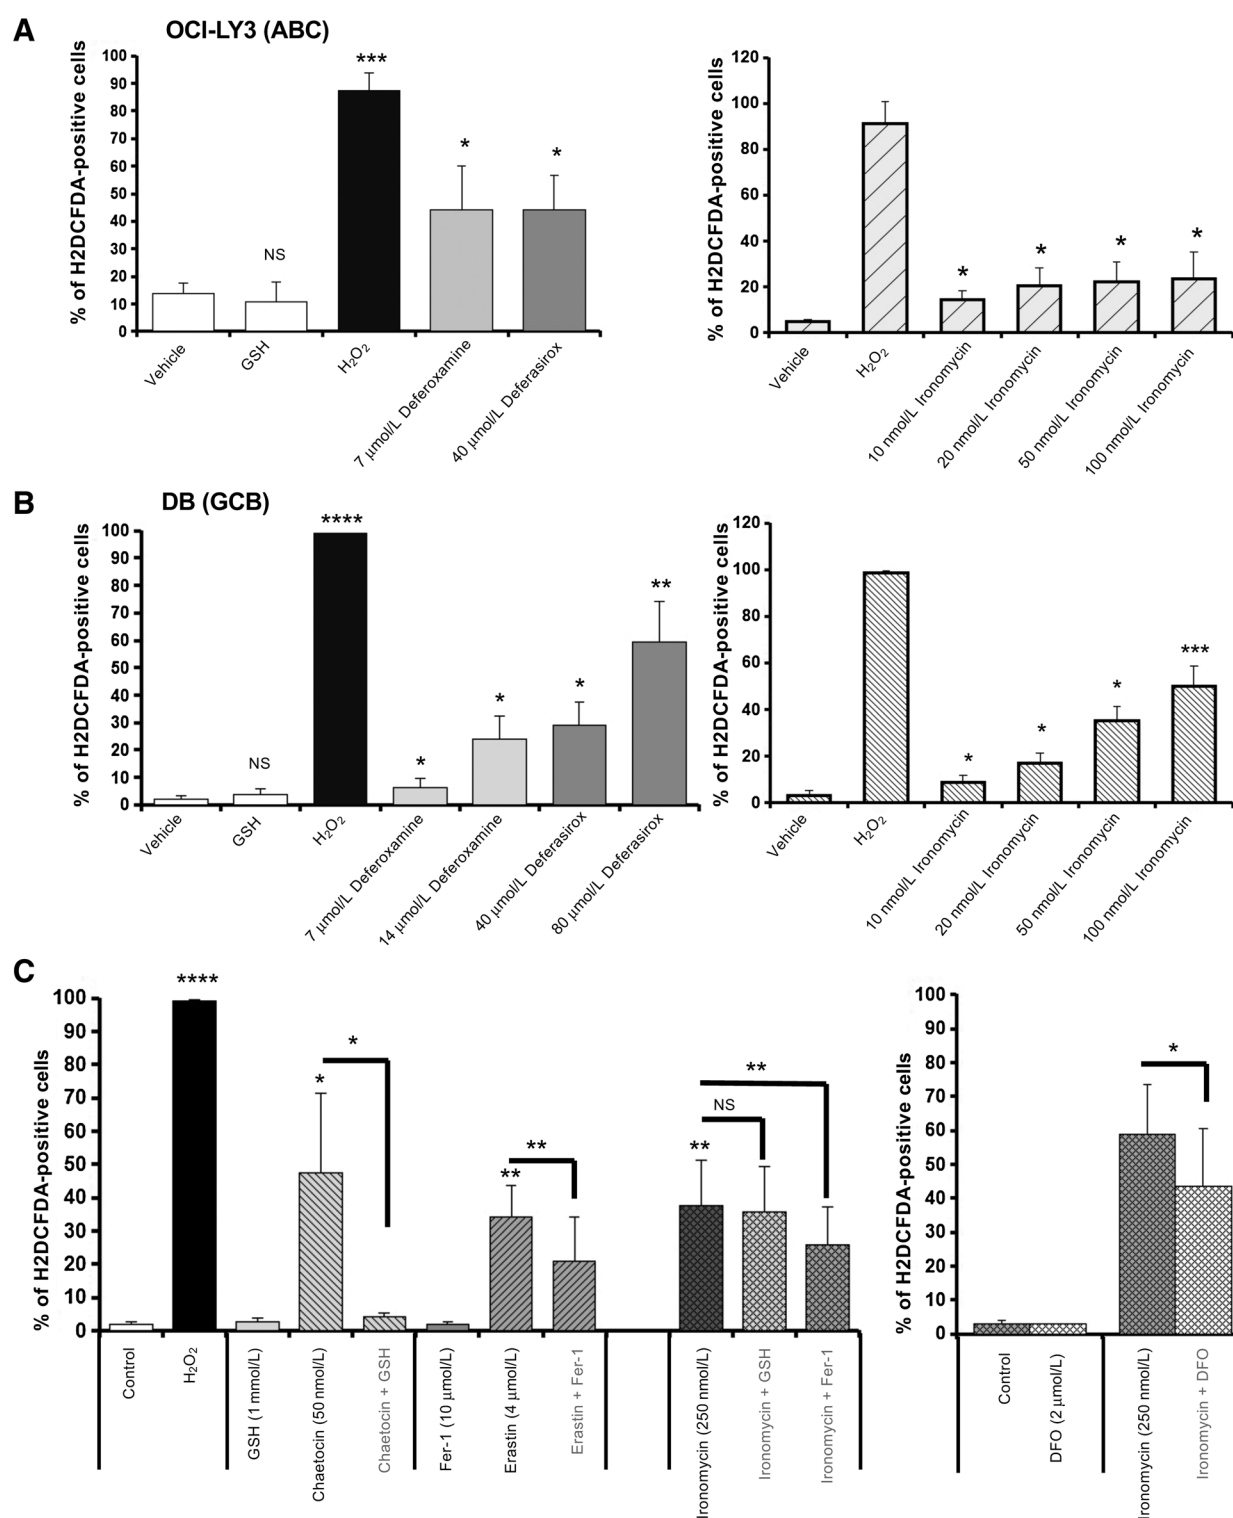 A
OCI-LY3 (ABC)
% of H2DCFDA-positive cells
100
90
80
70
60
50
40
30
20
10
0
NS
***
*
*
Vehicle
GSH
H₂O₂
7 μmol/L Deferoxamine
40 μmol/L Deferasirox
% of H2DCFDA-positive cells
120
100
80
60
40
20
0
*
*
*
*
Vehicle
H₂O₂
10 nmol/L Ironomycin
20 nmol/L Ironomycin
50 nmol/L Ironomycin
100 nmol/L Ironomycin
B
DB (GCB)
% of H2DCFDA-positive cells
100
90
80
70
60
50
40
30
20
10
0
NS
****
*
*
*
**
Vehicle
GSH
H₂O₂
7 μmol/L Deferoxamine
14 μmol/L Deferoxamine
40 μmol/L Deferasirox
80 μmol/L Deferasirox
% of H2DCFDA-positive cells
120
100
80
60
40
20
0
*
*
*
***
Vehicle
H₂O₂
10 nmol/L Ironomycin
20 nmol/L Ironomycin
50 nmol/L Ironomycin
100 nmol/L Ironomycin
C
% of H2DCFDA-positive cells
100
90
80
70
60
50
40
30
20
10
0
****
*
*
**
**
**
NS
**
Control
H₂O₂
GSH (1 mmol/L)
Chaetocin (50 nmol/L)
Chaetocin + GSH
Fer-1 (10 μmol/L)
Erastin (4 μmol/L)
Erastin + Fer-1
Ironomycin (250 nmol/L)
Ironomycin + GSH
Ironomycin + Fer-1
% of H2DCFDA-positive cells
100
90
80
70
60
50
40
30
20
10
0
*
Control
DFO (2 μmol/L)
Ironomycin (250 nmol/L)
Ironomycin + DFO